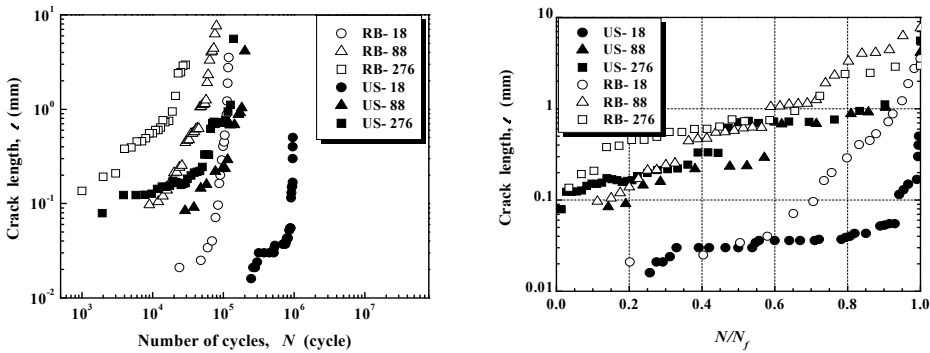 Crack length, ℓ (mm)
10¹
10⁰
10⁻¹
10⁻²
RB- 18
RB- 88
RB- 276
US- 18
US- 88
US- 276
10³ 10⁴ 10⁵ 10⁶ 10⁷
Number of cycles, N (cycle)
Crack length, ℓ (mm)
10
1
0.1
0.01
US- 18
US- 88
US- 276
RB- 18
RB- 88
RB- 276
0.0 0.2 0.4 0.6 0.8 1.0
N/Nf